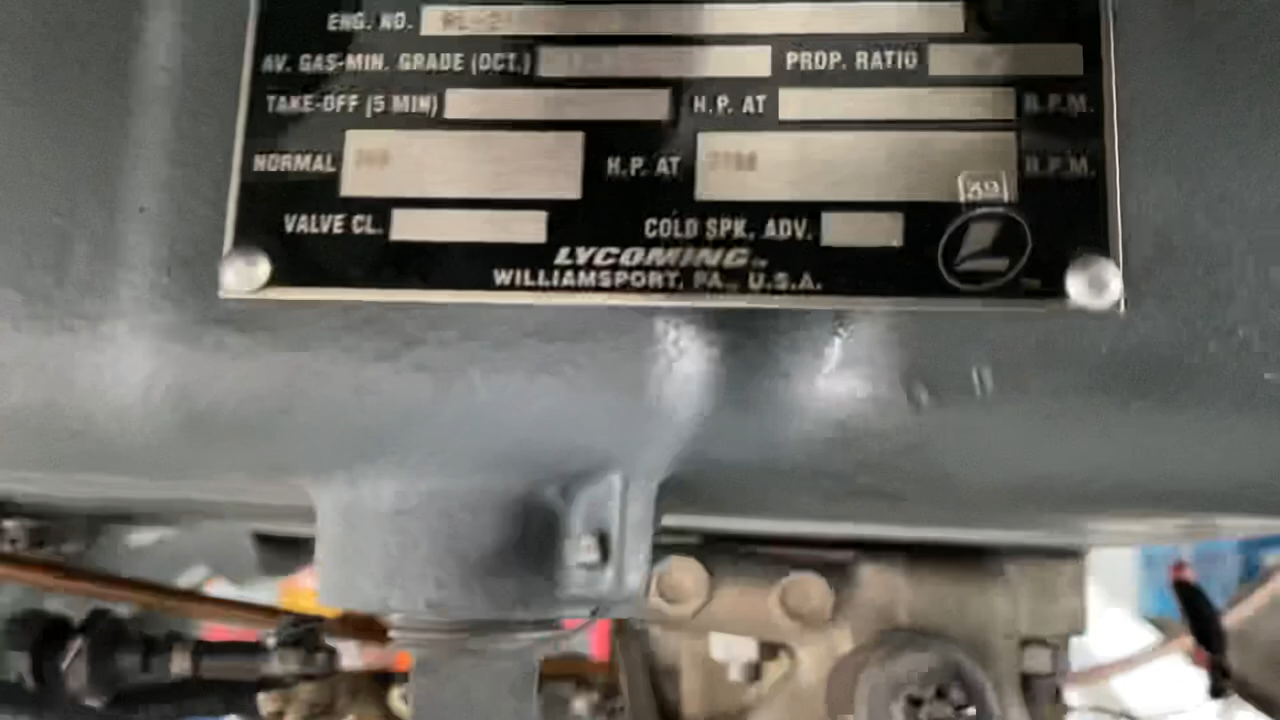 ENG. NO.
AV. GAS-MIN. GRADE (OCT.) PROP. RATIO
TAKE-OFF (5 MIN) H.P. AT R.P.M.
NORMAL H.P. AT R.P.M.
VALVE CL. COLD SPK. ADV.
LYCOMING
WILLIAMSPORT, PA., U.S.A.